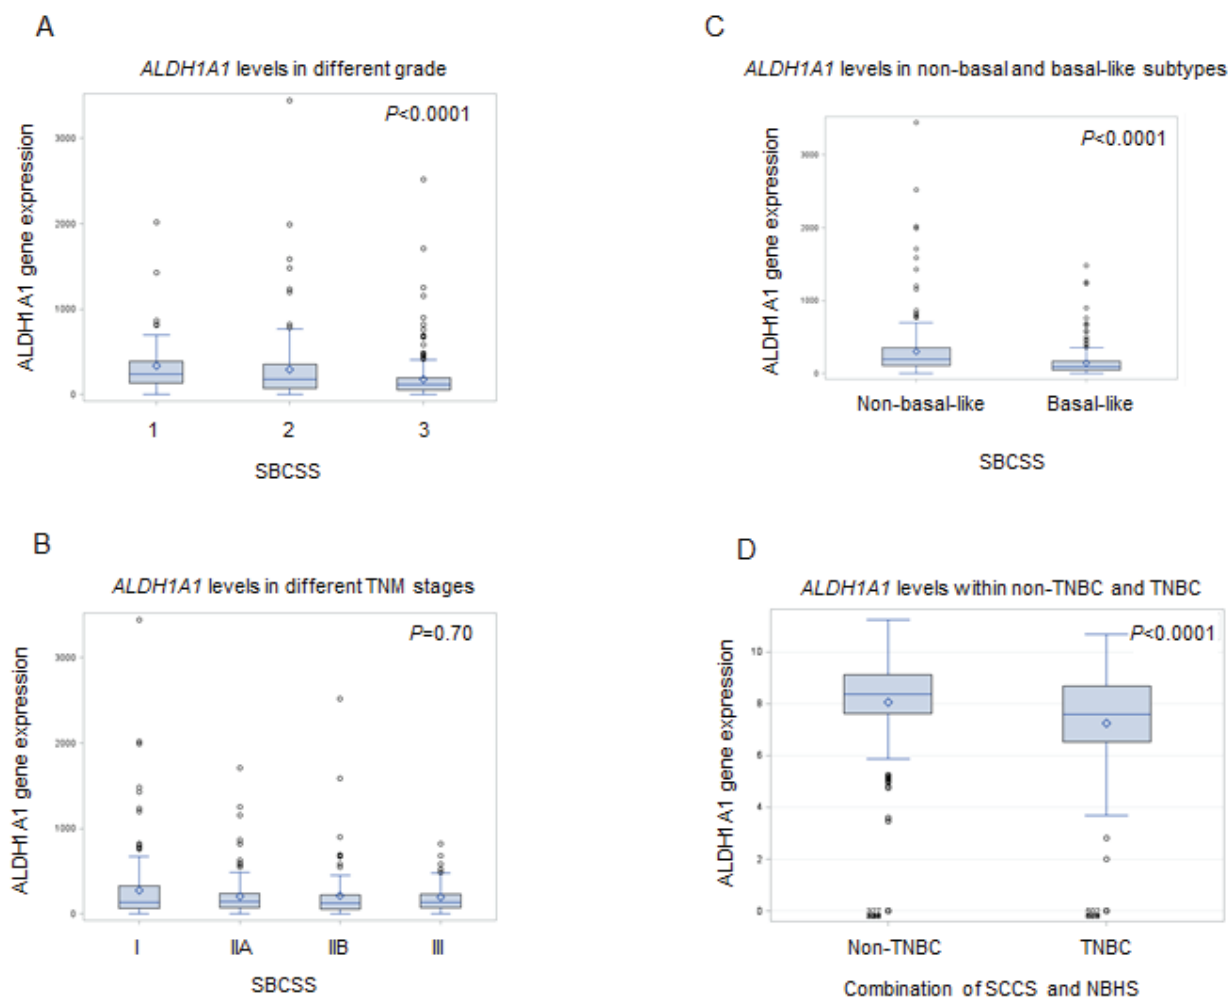 A
ALDH1A1 levels in different grade
P<0.0001
ALDH1A1 gene expression
3000
2000
1000
0
1 2 3
SBCSS
C
ALDH1A1 levels in non-basal and basal-like subtypes
P<0.0001
ALDH1A1 gene expression
3000
2000
1000
0
Non-basal-like Basal-like
SBCSS
B
ALDH1A1 levels in different TNM stages
P=0.70
ALDH1A1 gene expression
3000
2000
1000
0
I IIA IIB III
SBCSS
D
ALDH1A1 levels within non-TNBC and TNBC
P<0.0001
ALDH1A1 gene expression
10
8
6
4
2
0
Non-TNBC TNBC
Combination of SCCS and NBHS